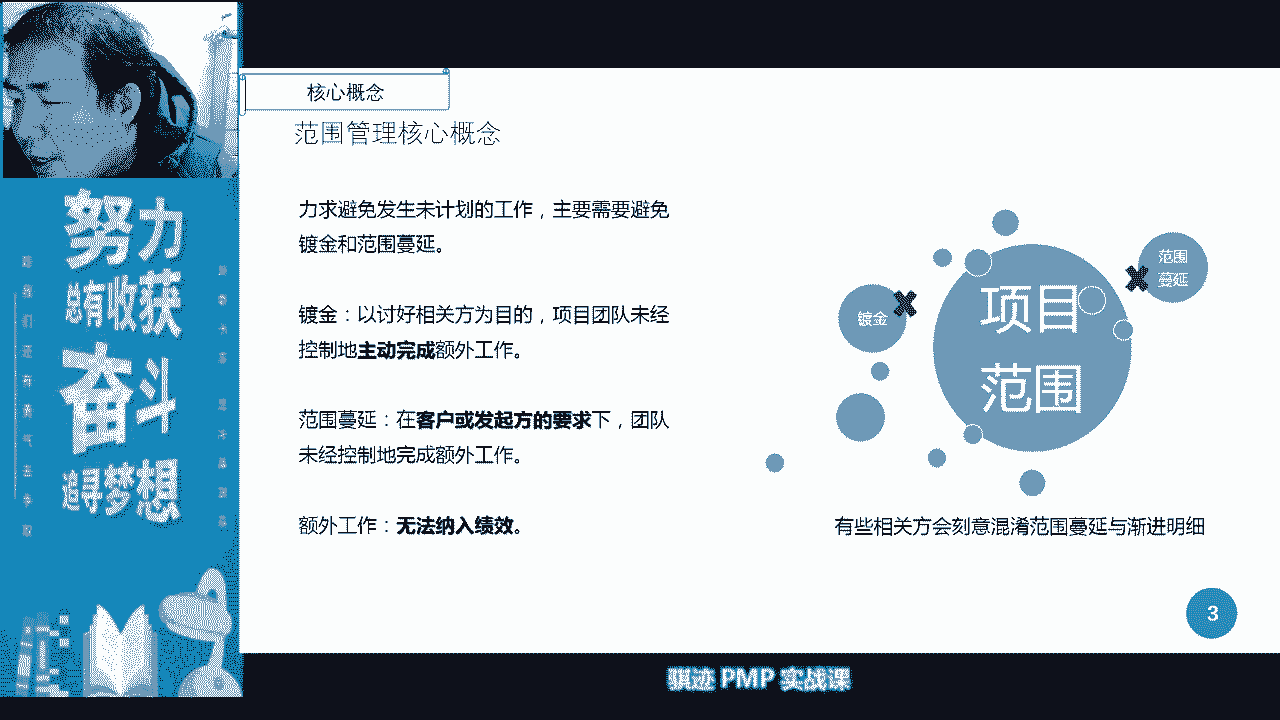 核心概念
范围管理核心概念
力求避免发生未计划的工作，主要需要避免
镀金和范围蔓延。
镀金：以讨好相关方为目的，项目团队未经
控制地主动完成额外工作。
范围蔓延：在客户或发起方的要求下，团队
未经控制地完成额外工作。
额外工作：无法纳入绩效。
镀金
项目
范围
范围
蔓延
有些相关方会刻意混淆范围蔓延与渐进明细
3
努力
总有收获
奋斗
追寻梦想
骐迹 PMP 实战课